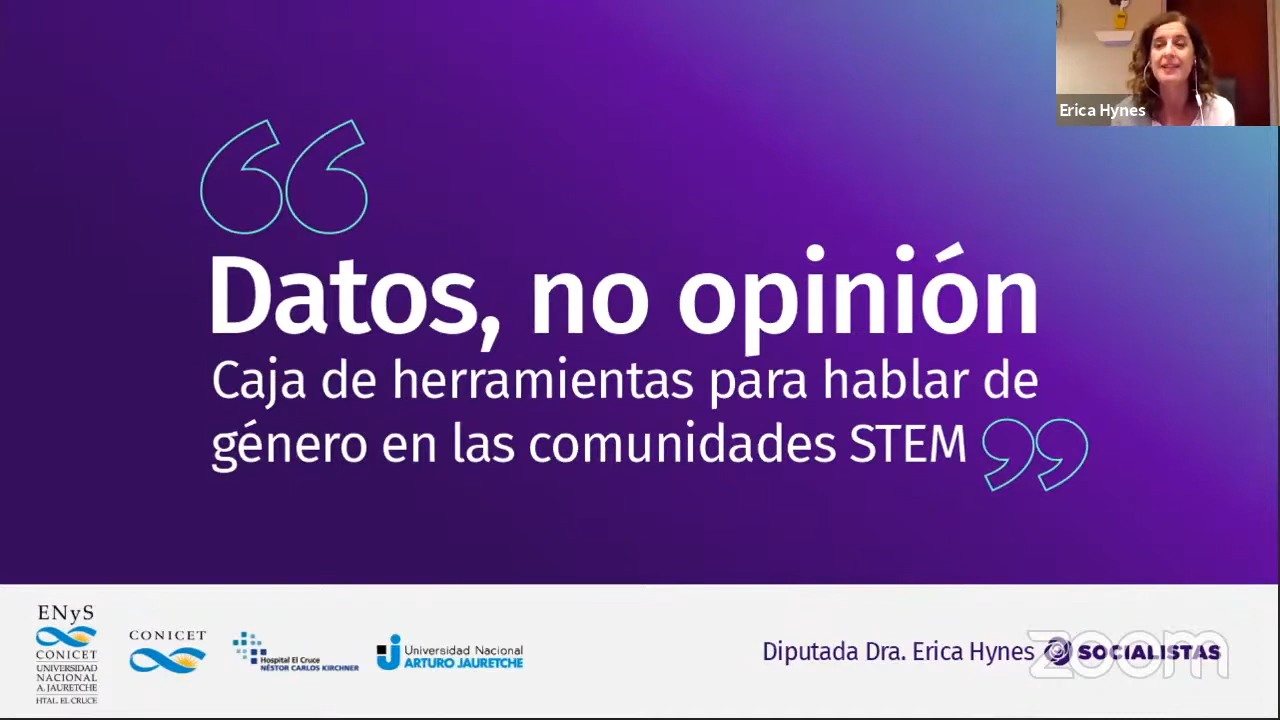 Erica Hynes
Datos, no opinión
Caja de herramientas para hablar de
género en las comunidades STEM
ENyS
CONICET
UNIVERSIDAD
NACIONAL
A. JAURETCHE
HTAL. EL CRUCE
CONICET
Hospital El Cruce
NÉSTOR CARLOS KIRCHNER
Universidad Nacional
ARTURO JAURETCHE
Diputada Dra. Erica Hynes
SOCIALISTAS
zoom